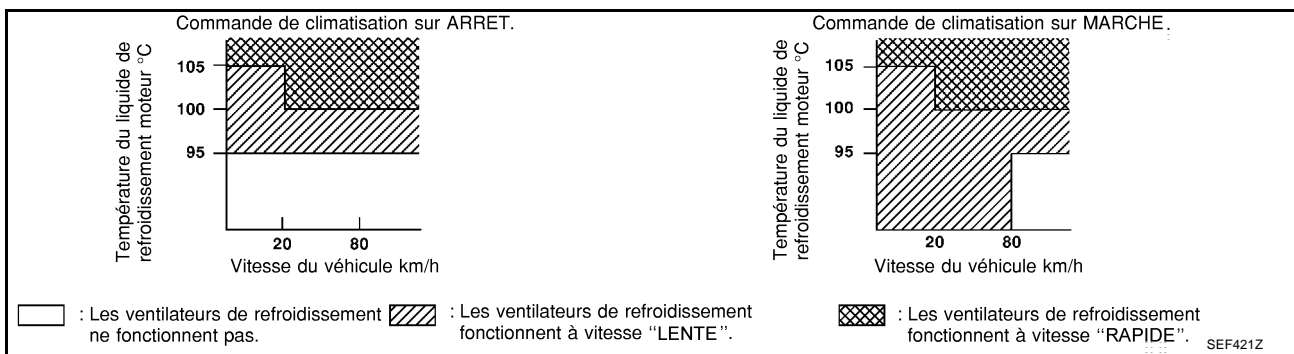 Commande de climatisation sur ARRET.
Température du liquide de
refroidissement moteur °C
105
100
95
20
80
Vitesse du véhicule km/h
Commande de climatisation sur MARCHE.
Température du liquide de
refroidissement moteur °C
105
100
95
20
80
Vitesse du véhicule km/h
: Les ventilateurs de refroidissement
ne fonctionnent pas.
: Les ventilateurs de refroidissement
fonctionnent à vitesse “LENTE”.
: Les ventilateurs de refroidissement
fonctionnent à vitesse “RAPIDE”.
SEF421Z